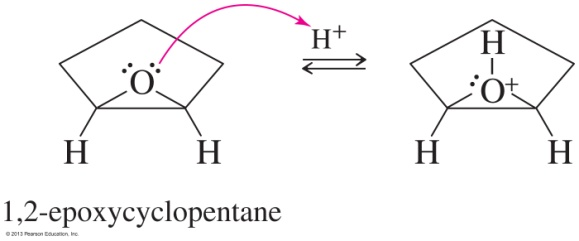 H+
H
O
O+
H H
H H
1,2-epoxycyclopentane
© 2013 Pearson Education, Inc.